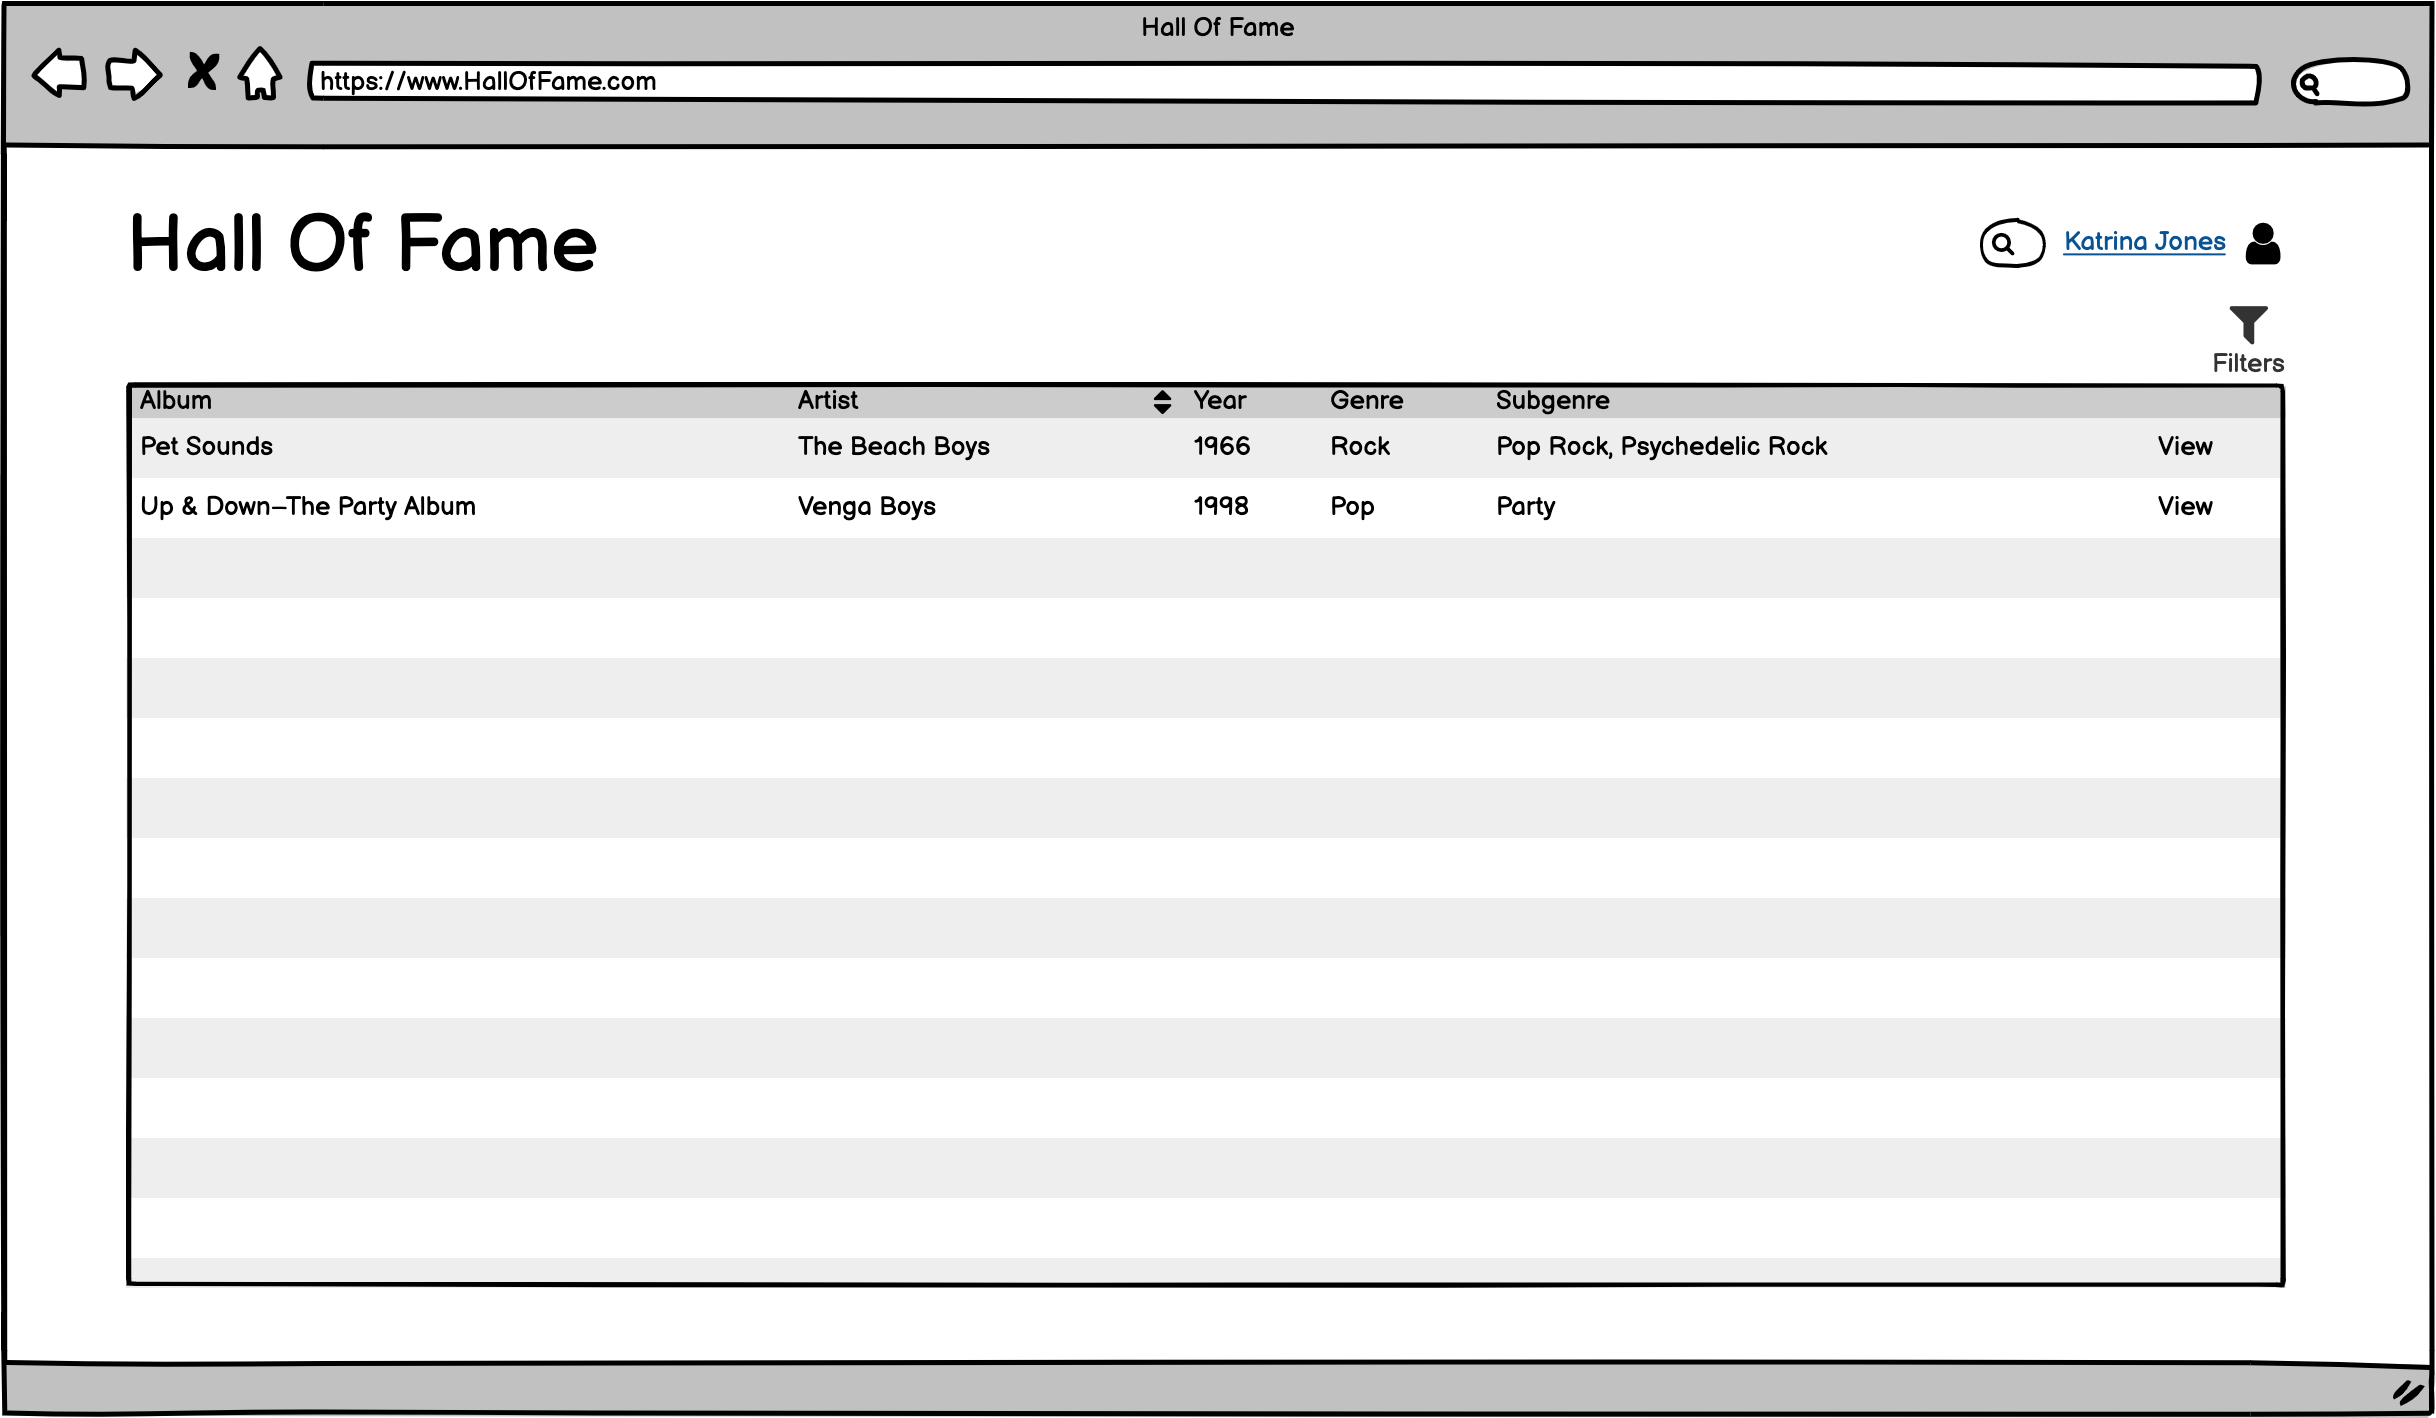 Hall Of Fame
https://www.HallOfFame.com
Hall Of Fame
Katrina Jones
Filters
Album Artist Year Genre Subgenre
Pet Sounds The Beach Boys 1966 Rock Pop Rock, Psychedelic Rock View
Up & Down–The Party Album Venga Boys 1998 Pop Party View